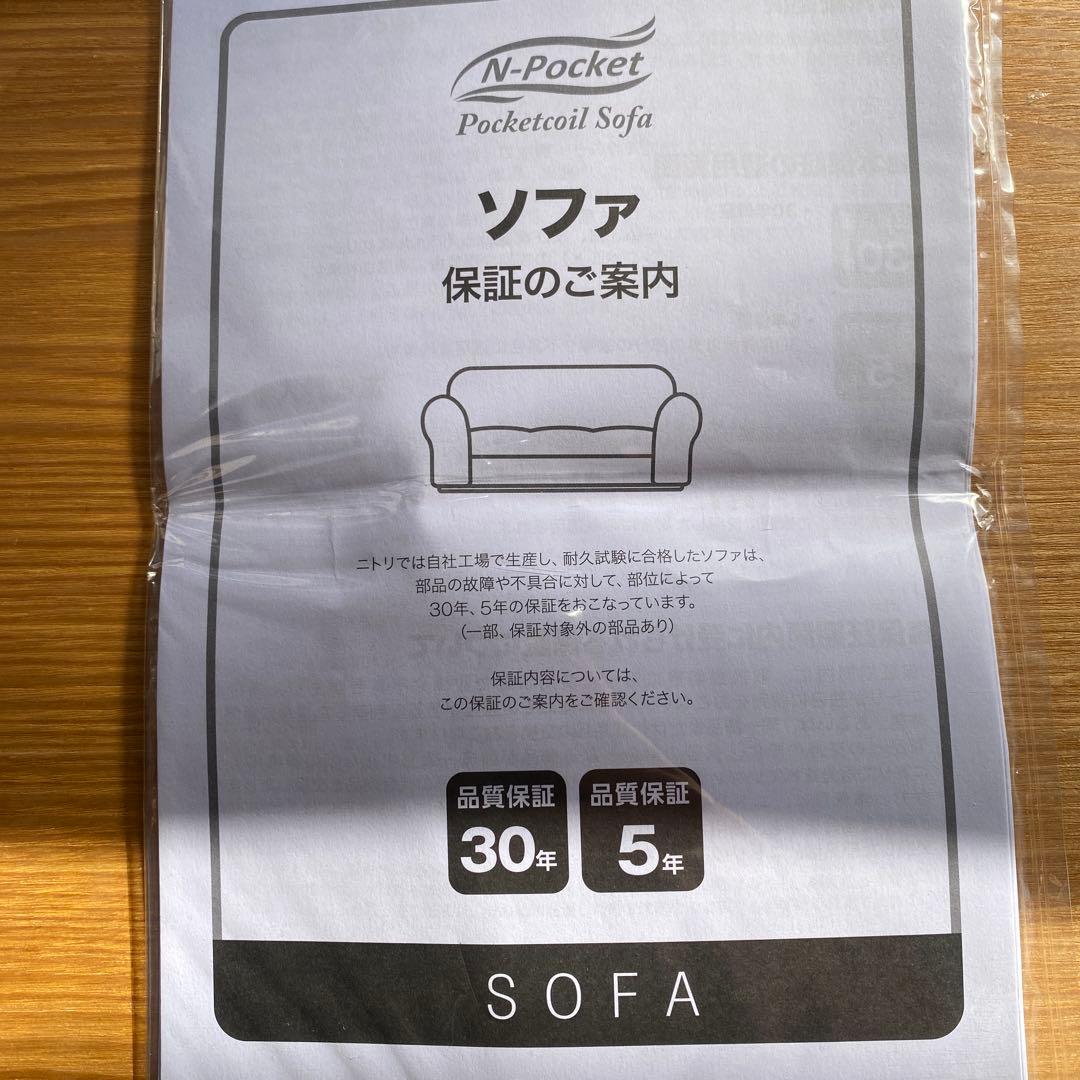 N-Pocket
Pocketcoil Sofa
ソファ
保証のご案内
ニトリでは自社工場で生産し、耐久試験に合格したソファは、
部品の故障や不具合に対して、部位によって
30年、5年の保証をおこなっています。
（一部、保証対象外の部品あり）
保証内容については、
この保証のご案内をご確認ください。
品質保証
30年
品質保証
5年
SOFA